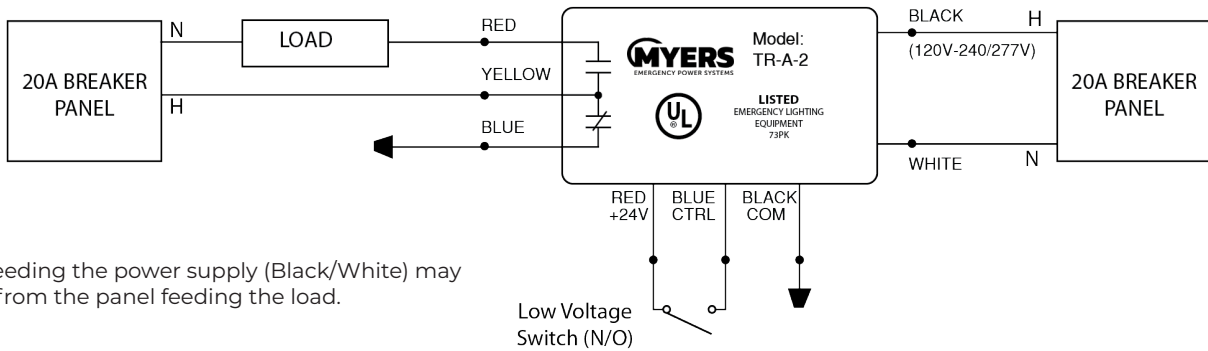 20A BREAKER
PANEL
N
H
LOAD
RED
YELLOW
BLUE
MYERS
EMERGENCY POWER SYSTEMS
Model:
TR-A-2
UL
®
LISTED
EMERGENCY LIGHTING
EQUIPMENT
73PK
BLACK
H
(120V-240/277V)
WHITE
N
20A BREAKER
PANEL
RED
+24V
BLUE
CTRL
BLACK
COM
Low Voltage
Switch (N/O)
eeding the power supply (Black/White) may
from the panel feeding the load.